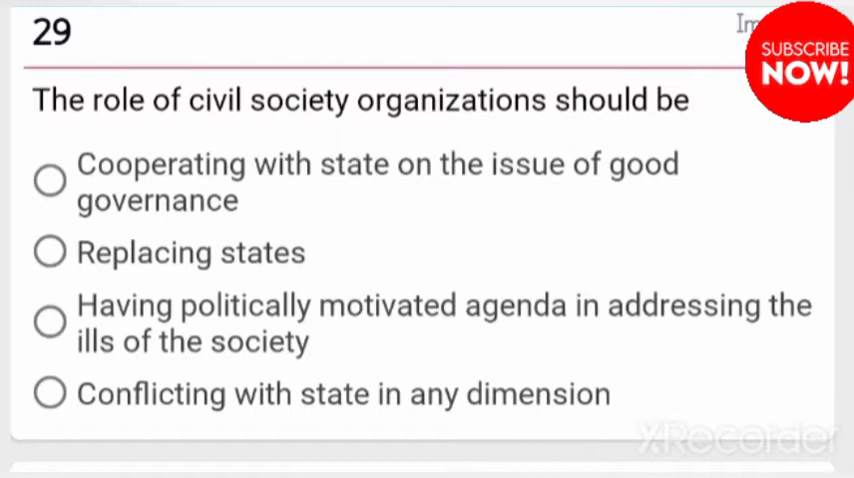 29
SUBSCRIBE
NOW!
The role of civil society organizations should be
Cooperating with state on the issue of good
governance
Replacing states
Having politically motivated agenda in addressing the
ills of the society
Conflicting with state in any dimension
XRecorder